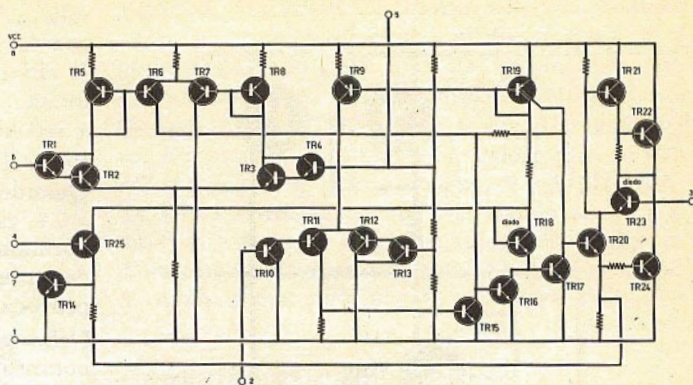 5
VCC
8
TR5
TR6
TR7
TR8
TR9
TR19
TR21
TR22
6
TR1
TR2
TR3
TR4
diodo
3
TR23
4
TR25
TR10
TR11
TR12
TR13
diodo
TR18
TR20
7
TR14
TR16
TR17
TR24
TR15
1
2